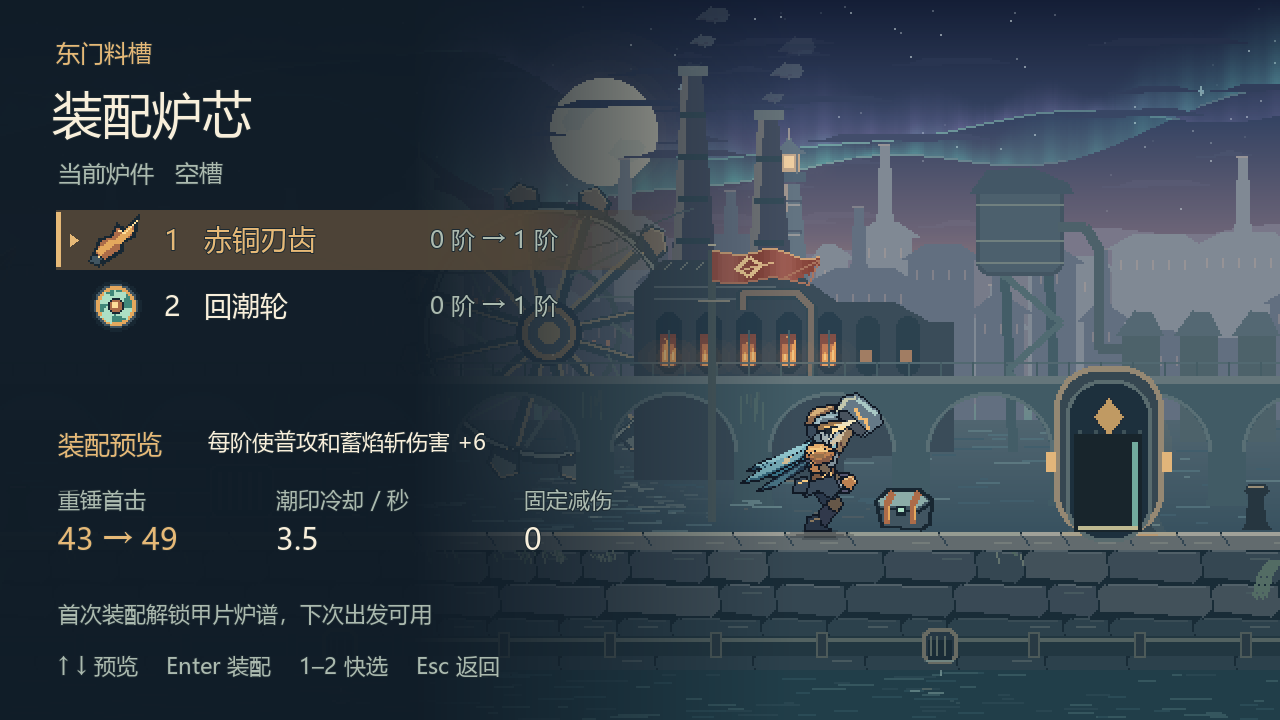 东门料槽
装配炉芯
当前炉件 空槽
1 赤铜刃齿 0 阶 → 1 阶
2 回潮轮 0 阶 → 1 阶
装配预览 每阶使普攻和蓄焰斩伤害 +6
重锤首击 潮印冷却 / 秒 固定减伤
43 → 49 3.5 0
首次装配解锁甲片炉谱，下次出发可用
↑↓ 预览 Enter 装配 1–2 快选 Esc 返回